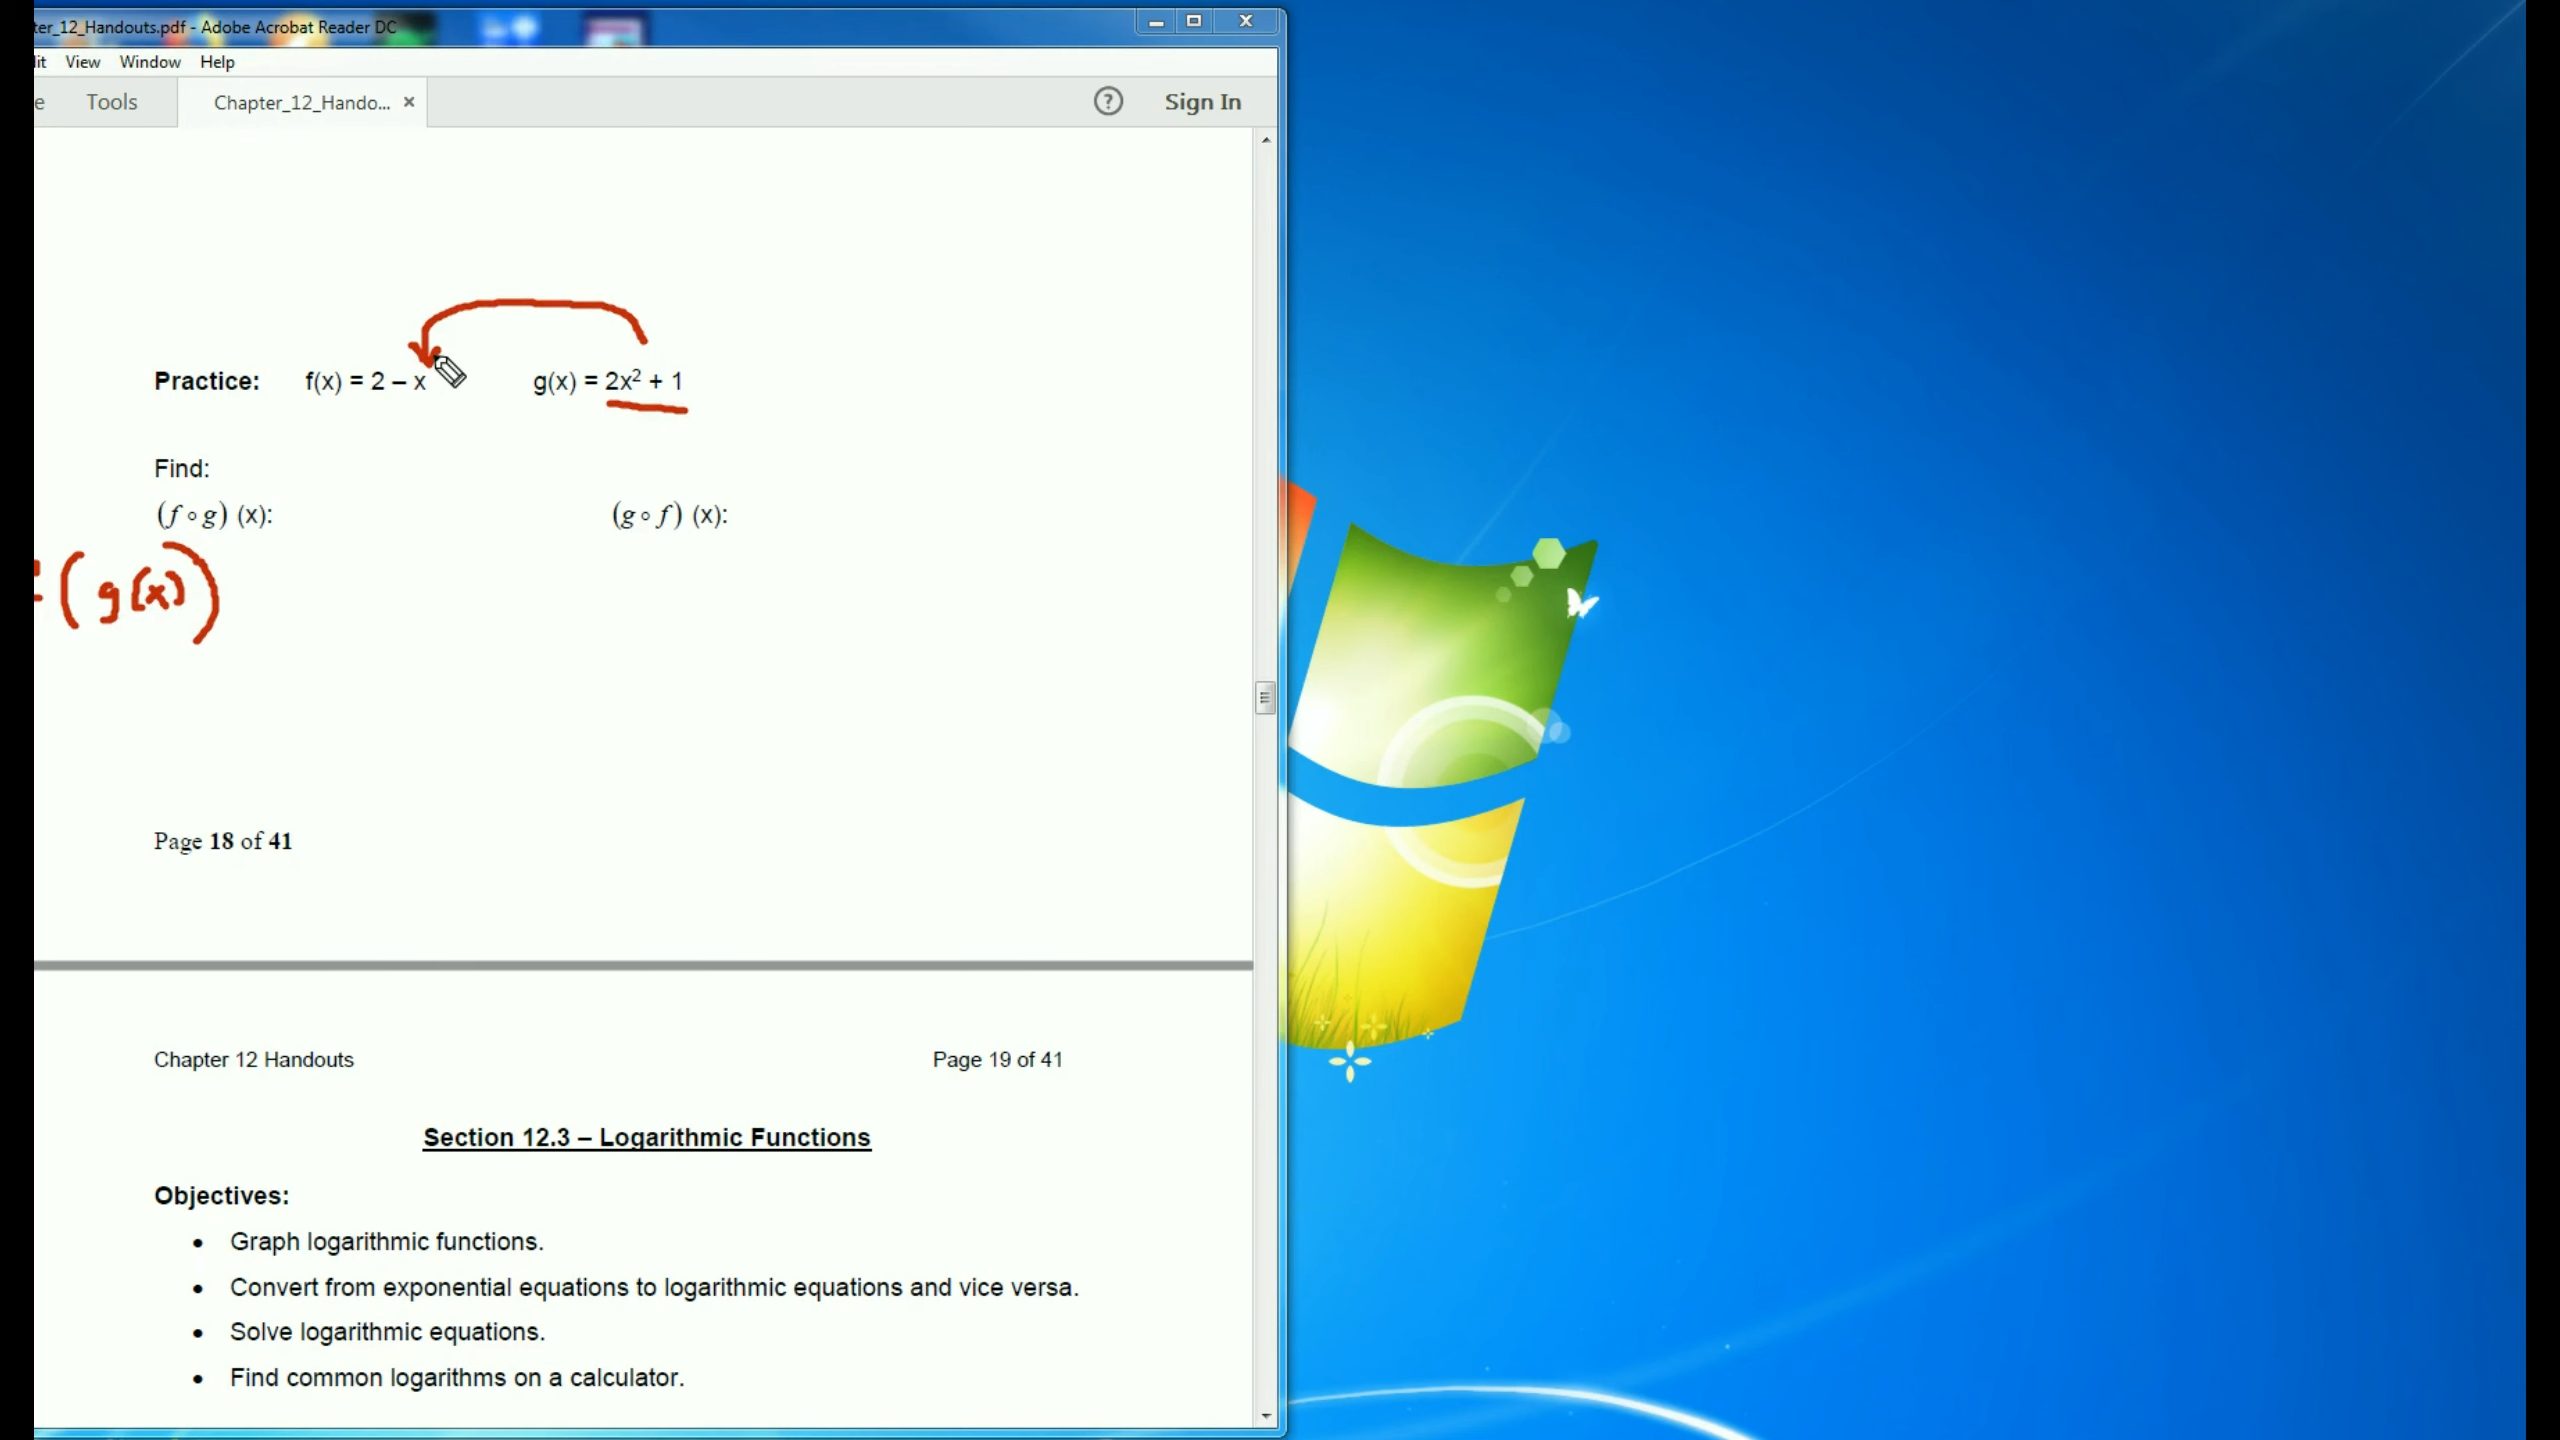 ter_12_Handouts.pdf - Adobe Acrobat Reader DC
lit View Window Help
e Tools Chapter_12_Hando... × ? Sign In
Practice: f(x) = 2 – x g(x) = 2x² + 1
Find:
(f ∘ g) (x): (g ∘ f) (x):
(g(x))
Page 18 of 41
Chapter 12 Handouts Page 19 of 41
Section 12.3 – Logarithmic Functions
Objectives:
• Graph logarithmic functions.
• Convert from exponential equations to logarithmic equations and vice versa.
• Solve logarithmic equations.
• Find common logarithms on a calculator.